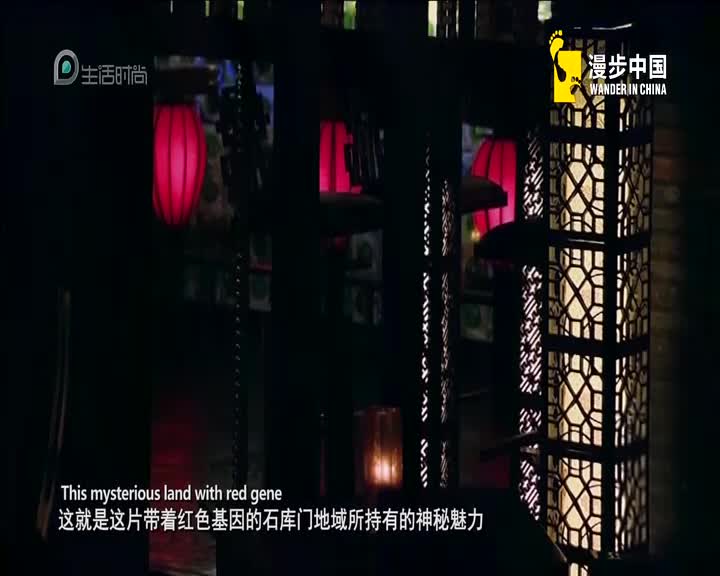 生活时尚
漫步中国
WANDER IN CHINA
This mysterious land with red gene
这就是这片带着红色基因的石库门地域所持有的神秘魅力